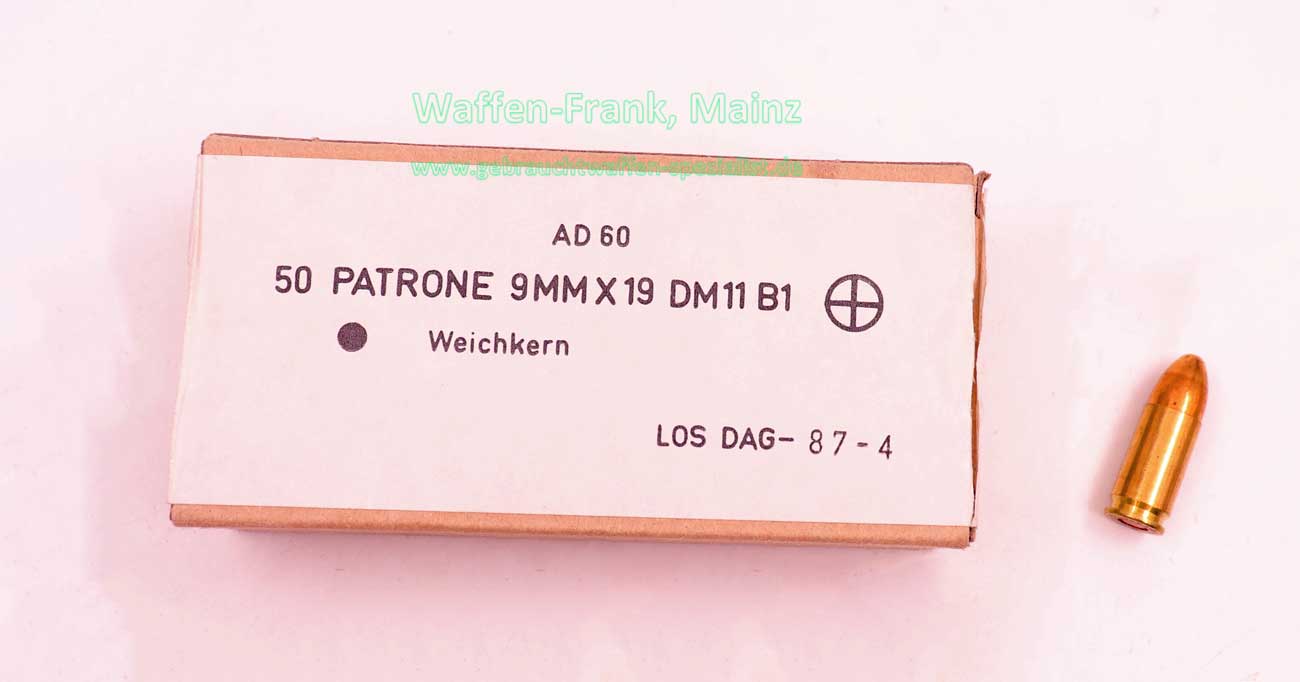 Waffen-Frank, Mainz
www.gebrauchtwaffen-spezialist.de
AD 60
50 PATRONE 9MM X 19 DM11 B1
Weichkern
LOS DAG- 87-4